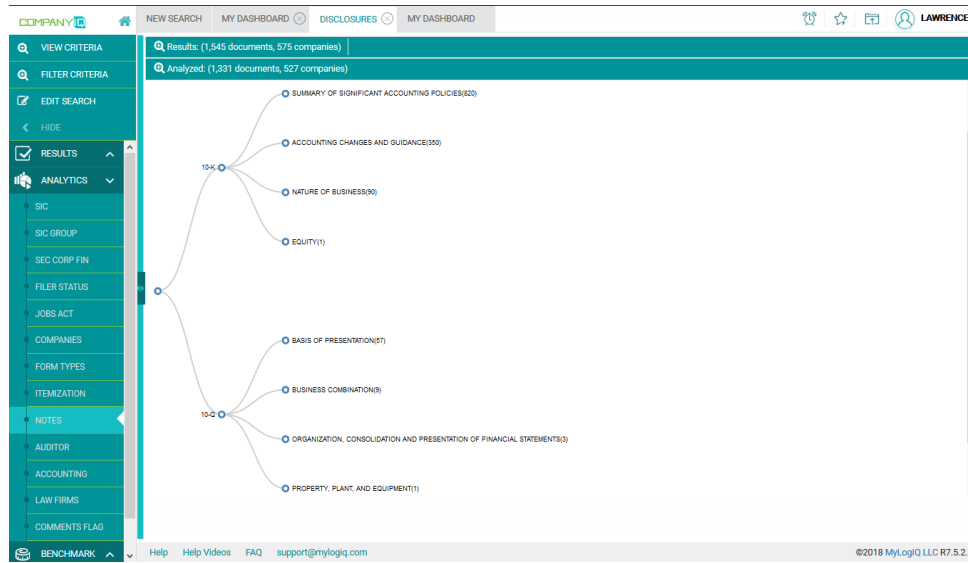 COMPANY IQ
NEW SEARCH
MY DASHBOARD
DISCLOSURES
MY DASHBOARD
LAWRENCE
VIEW CRITERIA
FILTER CRITERIA
EDIT SEARCH
HIDE
RESULTS
ANALYTICS
SIC
SIC GROUP
SEC CORP FIN
FILER STATUS
JOBS ACT
COMPANIES
FORM TYPES
ITEMIZATION
NOTES
AUDITOR
ACCOUNTING
LAW FIRMS
COMMENTS FLAG
BENCHMARK
Results: (1,545 documents, 575 companies)
Analyzed: (1,331 documents, 527 companies)
10-K
SUMMARY OF SIGNIFICANT ACCOUNTING POLICIES(820)
ACCOUNTING CHANGES AND GUIDANCE(350)
NATURE OF BUSINESS(90)
EQUITY(1)
10-Q
BASIS OF PRESENTATION(57)
BUSINESS COMBINATION(9)
ORGANIZATION, CONSOLIDATION AND PRESENTATION OF FINANCIAL STATEMENTS(3)
PROPERTY, PLANT, AND EQUIPMENT(1)
Help Help Videos FAQ support@mylogiq.com
©2018 MyLogIQ LLC R7.5.2.